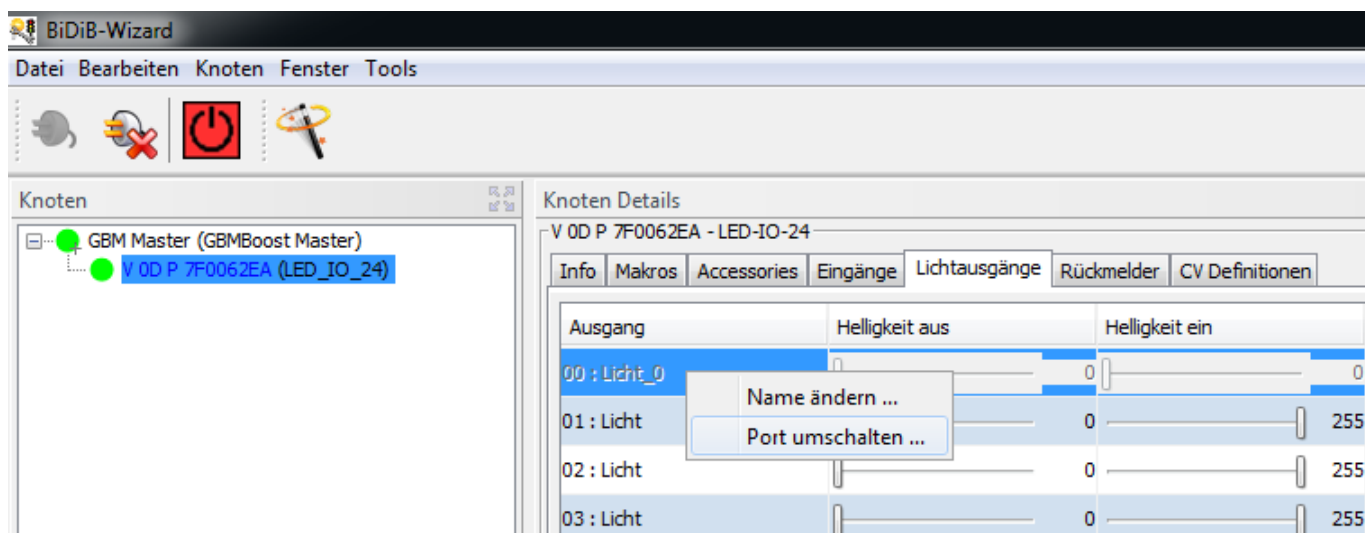 BiDiB-Wizard
Datei Bearbeiten Knoten Fenster Tools
Knoten
GBM Master (GBMBoost Master)
V 0D P 7F0062EA (LED_IO_24)
Knoten Details
V 0D P 7F0062EA - LED-IO-24
Info Makros Accessories Eingänge Lichtausgänge Rückmelder CV Definitionen
Ausgang Helligkeit aus Helligkeit ein
00 : Licht_0 0 0
Name ändern ...
01 : Licht 0 255
Port umschalten ...
02 : Licht 0 255
03 : Licht 0 255